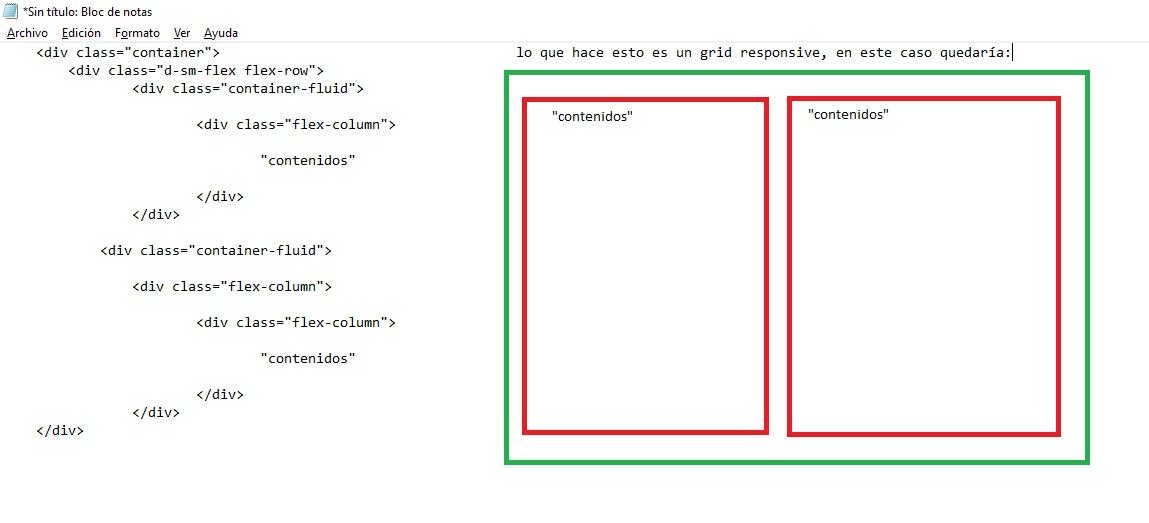 *Sin título: Bloc de notas
Archivo Edición Formato Ver Ayuda
<div class="container"> lo que hace esto es un grid responsive, en este caso quedaría:
<div class="d-sm-flex flex-row">
<div class="container-fluid">
<div class="flex-column">
"contenidos"
</div>
</div>
<div class="container-fluid">
<div class="flex-column">
<div class="flex-column">
"contenidos"
</div>
</div>
</div>
"contenidos" "contenidos"